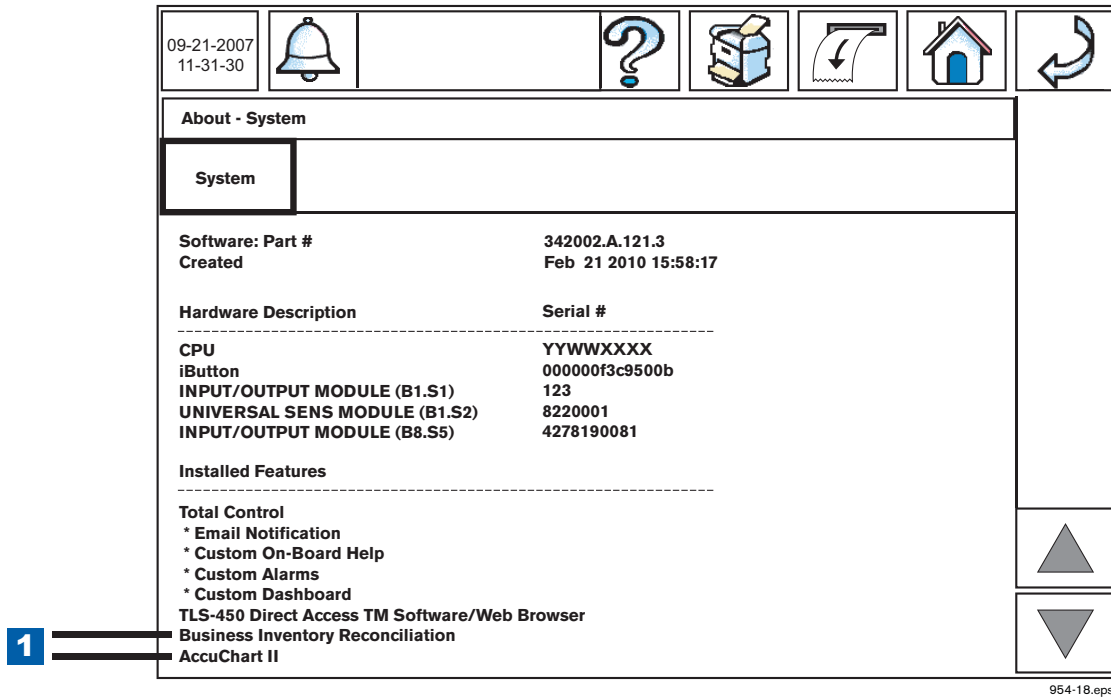 09-21-2007
11-31-30
About - System
System
Software: Part # 342002.A.121.3
Created Feb 21 2010 15:58:17
Hardware Description Serial #
CPU YYWWXXXX
iButton 000000f3c9500b
INPUT/OUTPUT MODULE (B1.S1) 123
UNIVERSAL SENS MODULE (B1.S2) 8220001
INPUT/OUTPUT MODULE (B8.S5) 4278190081
Installed Features
Total Control
* Email Notification
* Custom On-Board Help
* Custom Alarms
* Custom Dashboard
TLS-450 Direct Access TM Software/Web Browser
Business Inventory Reconciliation
AccuChart II
1
954-18.eps